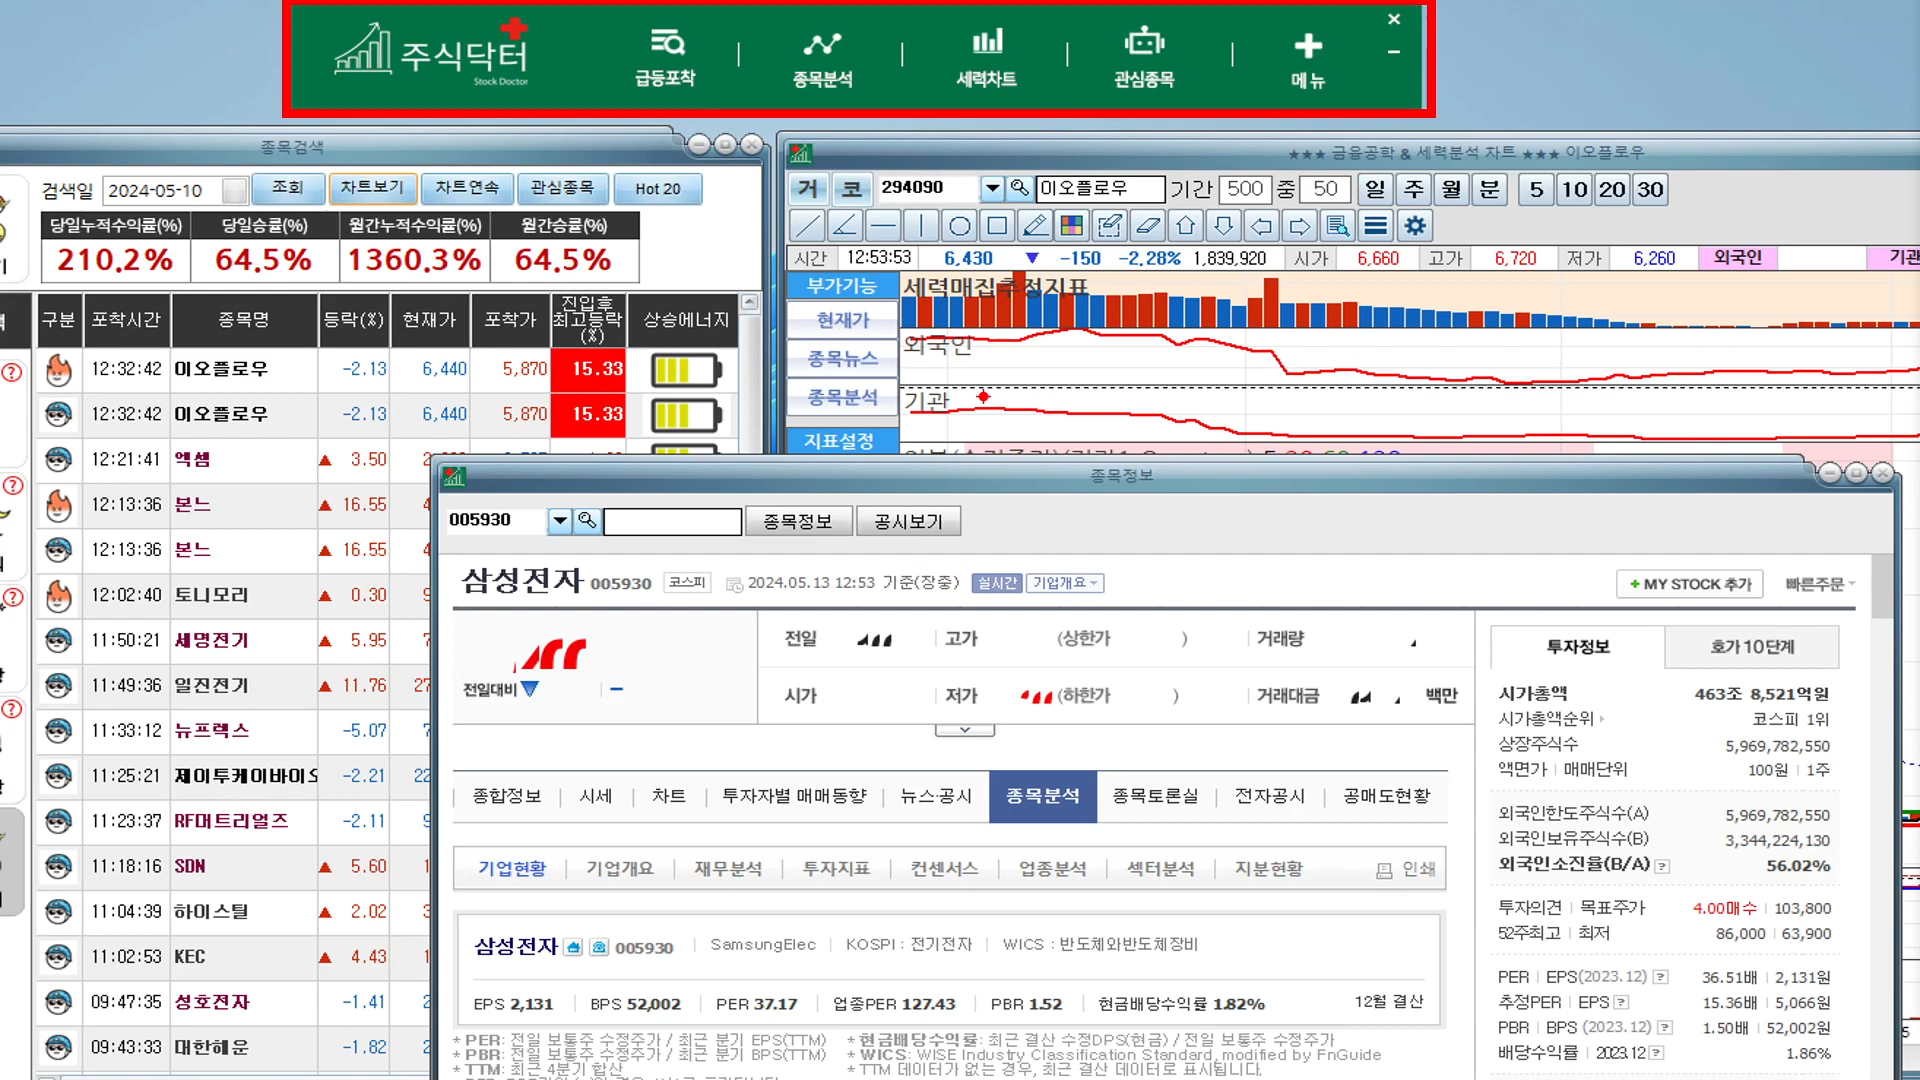 주식닥터
Stock Doctor
급등포착
종목분석
세력차트
관심종목
메뉴
종목검색
검색일 2024-05-10 조회 차트보기 차트연속 관심종목 Hot 20
당일누적수익률(%) 당일승률(%) 월간누적수익률(%) 월간승률(%)
210.2% 64.5% 1360.3% 64.5%
구분 포착시간 종목명 등락(%) 현재가 포착가 진입후 최고등락 (%) 상승에너지
12:32:42 이오플로우 -2.13 6,440 5,870 15.33
12:32:42 이오플로우 -2.13 6,440 5,870 15.33
12:21:41 엑셈 ▲ 3.50
12:13:36 본느 ▲ 16.55
12:13:36 본느 ▲ 16.55
12:02:40 토니모리 ▲ 0.30
11:50:21 세명전기 ▲ 5.95
11:49:36 일진전기 ▲ 11.76
11:33:12 뉴프렉스 -5.07
11:25:21 제이투케이바이오 -2.21
11:23:37 RF머트리얼즈 -2.11
11:18:16 SDN ▲ 5.60
11:04:39 하이스틸 ▲ 2.02
11:02:53 KEC ▲ 4.43
09:47:35 성호전자 -1.41
09:43:33 대한해운 -1.82
★★★ 금융공학 & 세력분석 차트 ★★★ 이오플로우
거 코 294090 이오플로우 기간 500 중 50 일 주 월 분 5 10 20 30
시간 12:53:53 6,430 ▼ -150 -2.28% 1,839,920 시가 6,660 고가 6,720 저가 6,260 외국인 기관
부가기능
현재가
종목뉴스
종목분석
지표설정
세력매집추정지표
외국인
기관
종목정보
005930 종목정보 공시보기
삼성전자 005930 코스피 2024.05.13 12:53 기준(장중) 실시간 기업개요
+ MY STOCK 추가 빠른주문
전일대비 ▼
전일 고가 (상한가 ) 거래량
시가 저가 (하한가 ) 거래대금 백만
종합정보 시세 차트 투자자별 매매동향 뉴스·공시 종목분석 종목토론실 전자공시 공매도현황
기업현황 기업개요 재무분석 투자지표 컨센서스 업종분석 섹터분석 지분현황 인쇄
삼성전자 005930 SamsungElec KOSPI : 전기전자 WICS : 반도체와반도체장비
EPS 2,131 BPS 52,002 PER 37.17 업종PER 127.43 PBR 1.52 현금배당수익률 1.82% 12월 결산
* PER: 전일 보통주 수정주가 / 최근 분기 EPS(TTM)
* PBR: 전일 보통주 수정주가 / 최근 분기 BPS(TTM)
* TTM: 최근 4분기 합산
* 현금배당수익률: 최근 결산 수정DPS(현금) / 전일 보통주 수정주가
* WICS: WISE Industry Classification Standard, modified by FnGuide
* TTM 데이터가 없는 경우, 최근 결산 데이터로 표시됩니다.
투자정보 호가 10단계
시가총액 463조 8,521억원
시가총액순위 코스피 1위
상장주식수 5,969,782,550
액면가 매매단위 100원 1주
외국인한도주식수(A) 5,969,782,550
외국인보유주식수(B) 3,344,224,130
외국인소진율(B/A) ? 56.02%
투자의견 목표주가 4.00매수 103,800
52주최고 최저 86,000 63,900
PER EPS(2023.12) ? 36.51배 2,131원
추정PER EPS ? 15.36배 5,066원
PBR BPS (2023.12) ? 1.50배 52,002원
배당수익률 2023.12 ? 1.86%